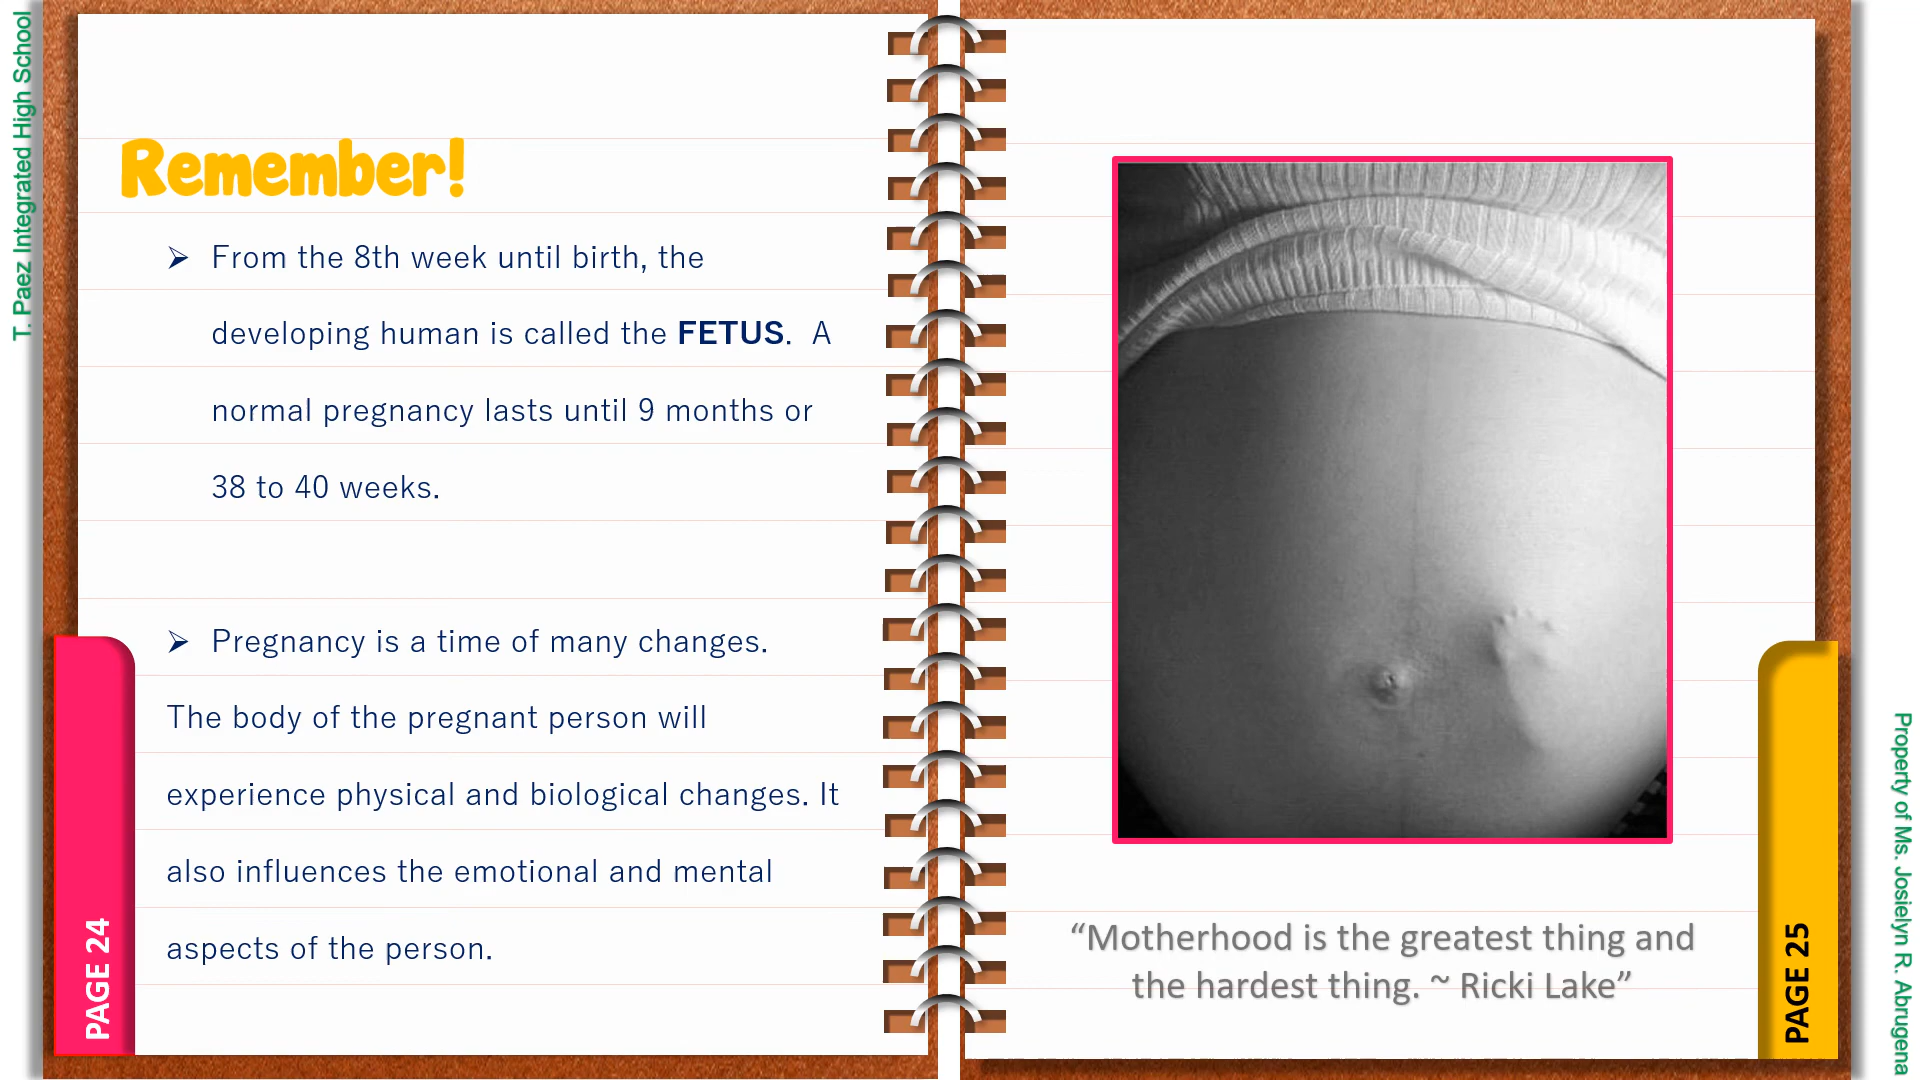 T. Paez Integrated High School
Remember!
➢ From the 8th week until birth, the
developing human is called the FETUS. A
normal pregnancy lasts until 9 months or
38 to 40 weeks.
➢ Pregnancy is a time of many changes.
The body of the pregnant person will
experience physical and biological changes. It
also influences the emotional and mental
aspects of the person.
PAGE 24
“Motherhood is the greatest thing and
the hardest thing. ~ Ricki Lake”
PAGE 25
Property of Ms. Josielyn R. Abrugena